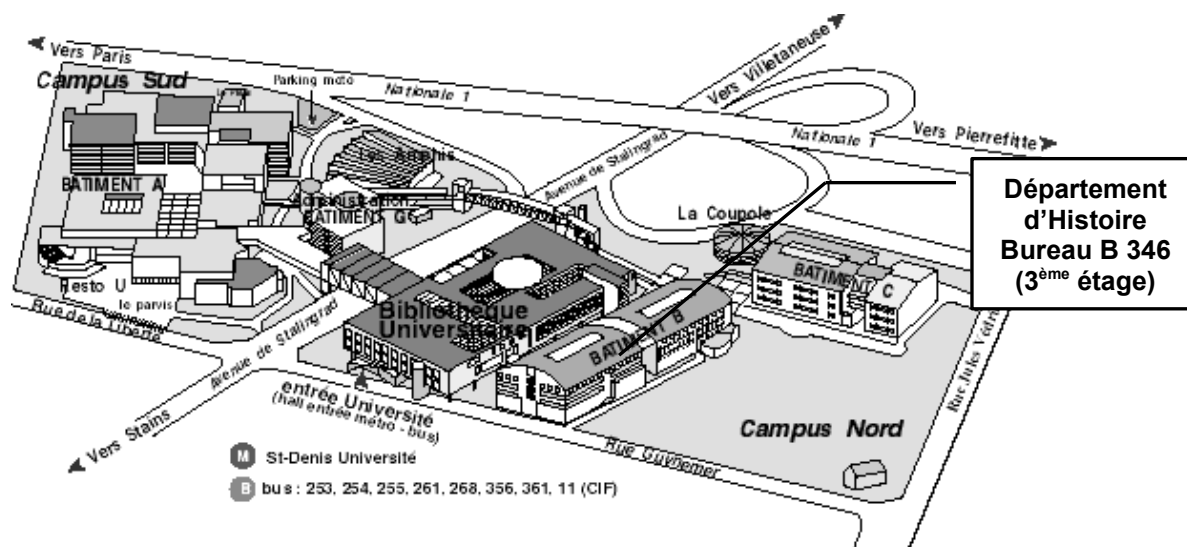 Vers Paris
Campus Sud
Parking moto
Nationale 1
Vers Villetaneuse
Nationale 1
Vers Pierrefitte
Avenue de Stalingrad
Les Amphis
BATIMENT A
Administration
BATIMENT G
La Coupole
Département
d'Histoire
Bureau B 346
(3ème étage)
BATIMENT C
Resto U
le parvis
Rue de la Liberté
Bibliothèque
Universitaire
BATIMENT B
Avenue de Stalingrad
Vers Stains
entrée Université
(hall entrée métro - bus)
Rue Guynemer
Campus Nord
Rue Jules
M St-Denis Université
B bus : 253, 254, 255, 261, 268, 356, 361, 11 (CIF)